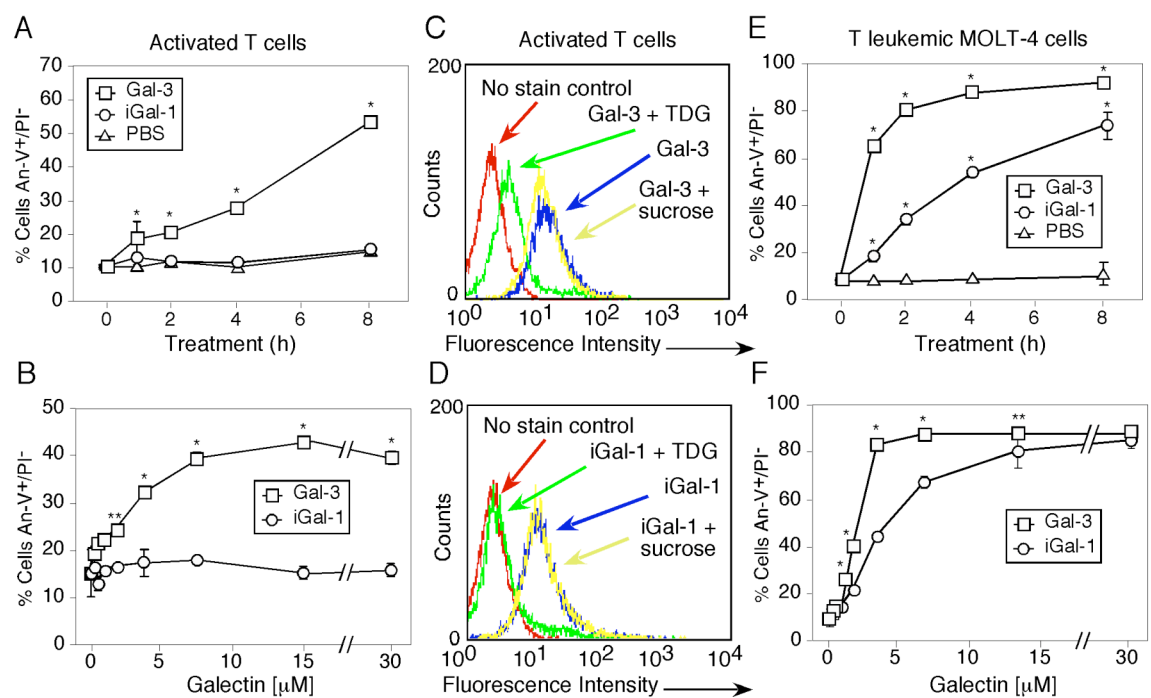 A
Activated T cells
% Cells An-V+/PI-
70
60
50
40
30
20
10
0
Gal-3
iGal-1
PBS
*
*
*
*
0
2
4
6
8
Treatment (h)
B
% Cells An-V+/PI-
50
40
30
20
10
0
Gal-3
iGal-1
**
*
*
*
*
0
5
10
15
30
Galectin [μM]
C
Activated T cells
Counts
200
0
No stain control
Gal-3 + TDG
Gal-3
Gal-3 +
sucrose
10^0
10^1
10^2
10^3
10^4
Fluorescence Intensity
D
Counts
200
0
No stain control
iGal-1 + TDG
iGal-1
iGal-1 +
sucrose
10^0
10^1
10^2
10^3
10^4
Fluorescence Intensity
E
T leukemic MOLT-4 cells
% Cells An-V+/PI-
100
80
60
40
20
0
Gal-3
iGal-1
PBS
*
*
*
*
*
*
*
*
0
2
4
6
8
Treatment (h)
F
% Cells An-V+/PI-
100
80
60
40
20
0
Gal-3
iGal-1
*
*
*
*
**
0
5
10
15
30
Galectin [μM]